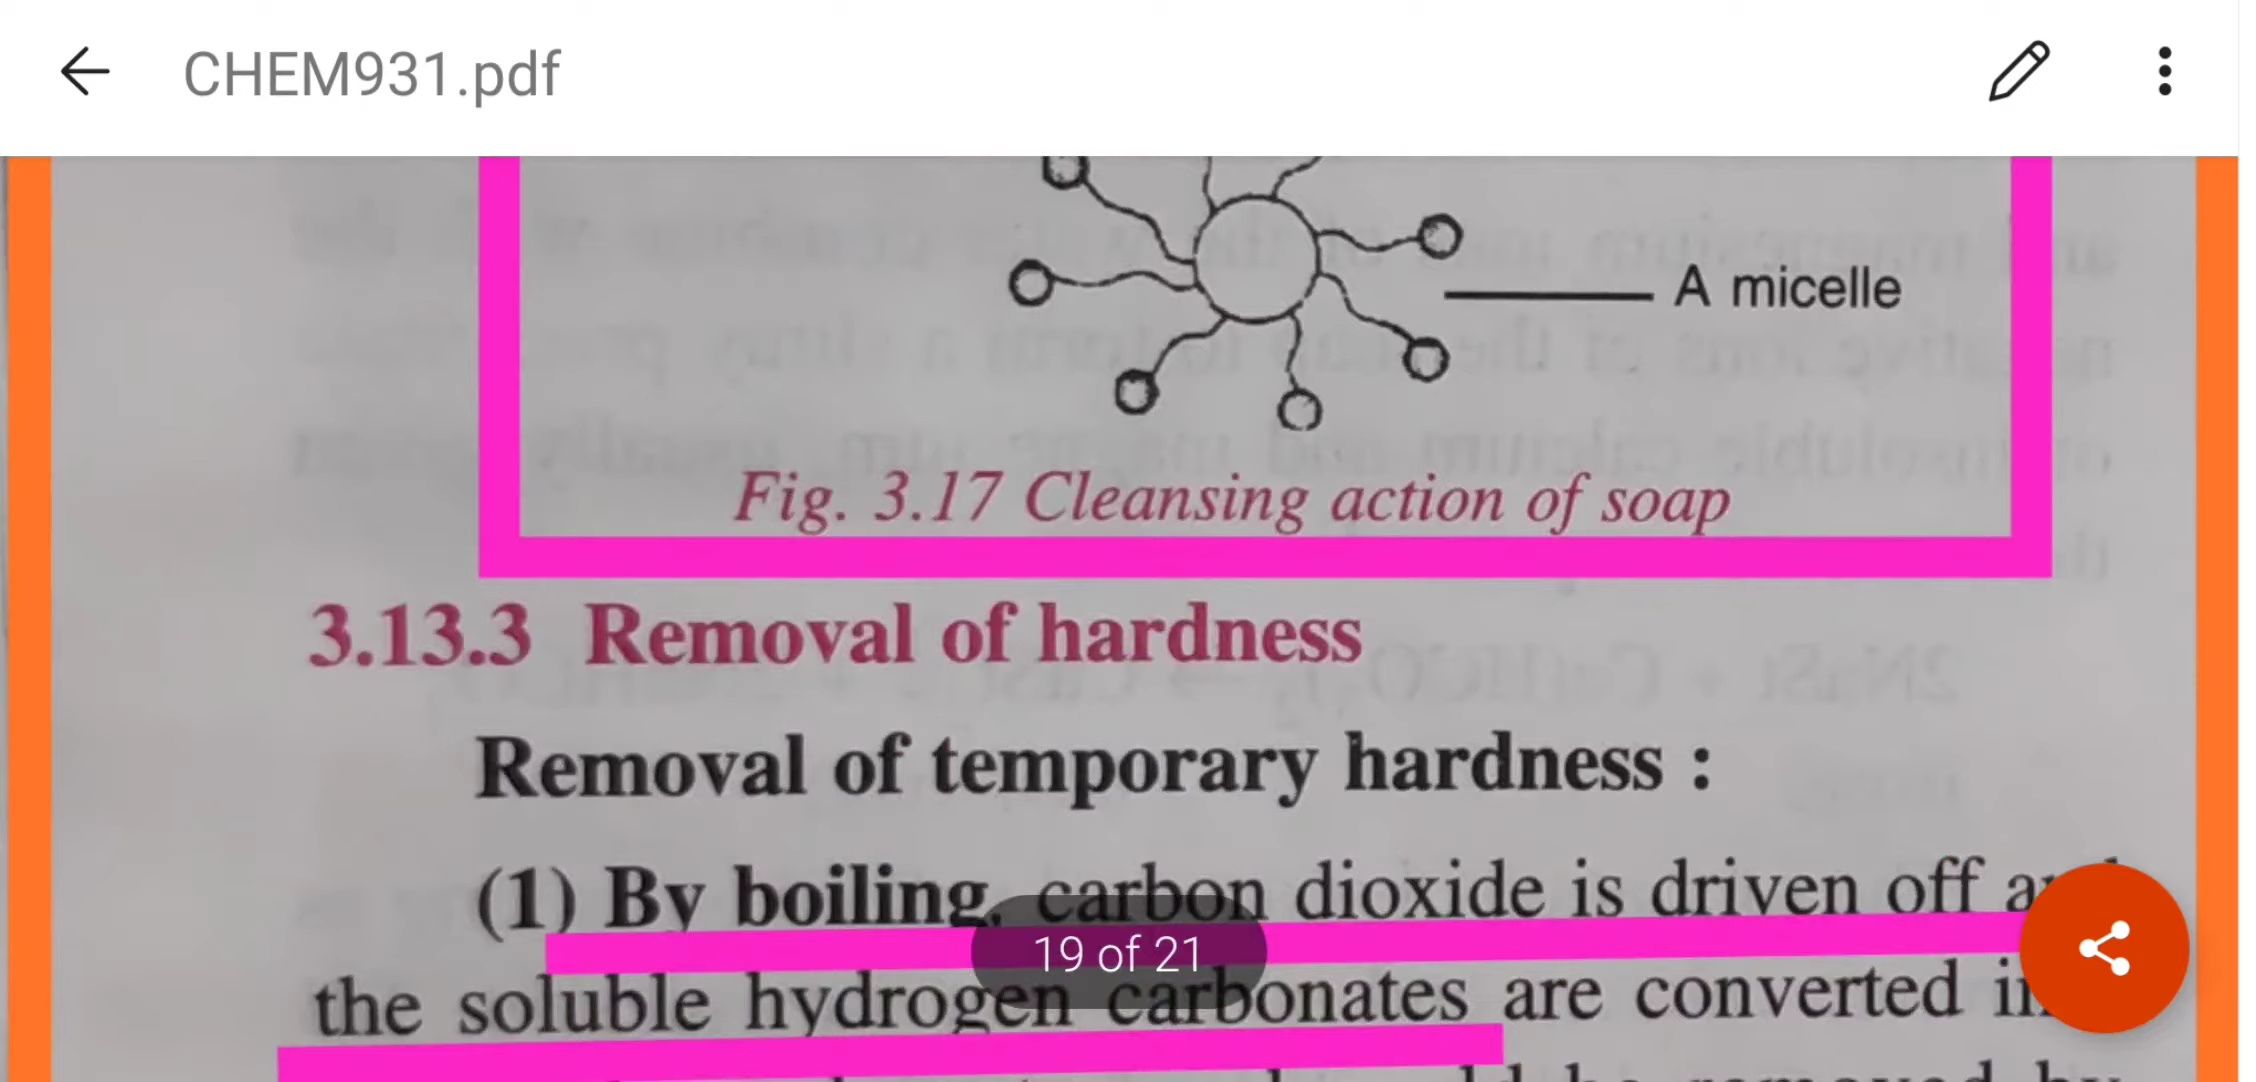 CHEM931.pdf
A micelle
Fig. 3.17 Cleansing action of soap
3.13.3 Removal of hardness
Removal of temporary hardness :
(1) By boiling, carbon dioxide is driven off
19 of 21
the soluble hydrogen carbonates are converted